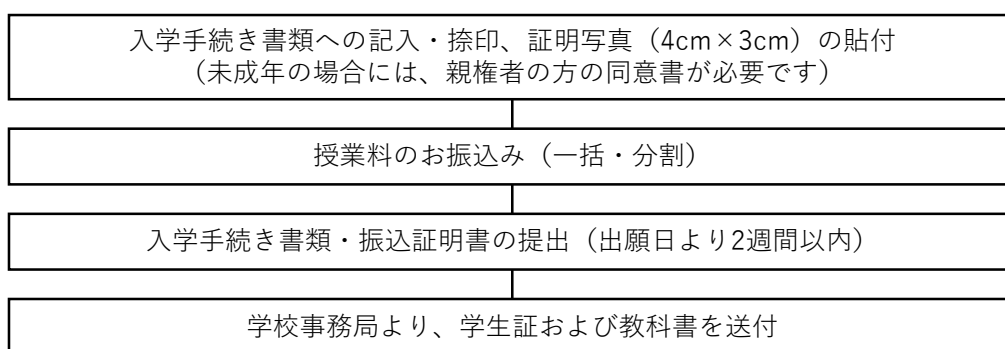 入学手続き書類への記入・捺印、証明写真（4cm×3cm）の貼付
（未成年の場合には、親権者の方の同意書が必要です）
授業料のお振込み（一括・分割）
入学手続き書類・振込証明書の提出（出願日より2週間以内）
学校事務局より、学生証および教科書を送付